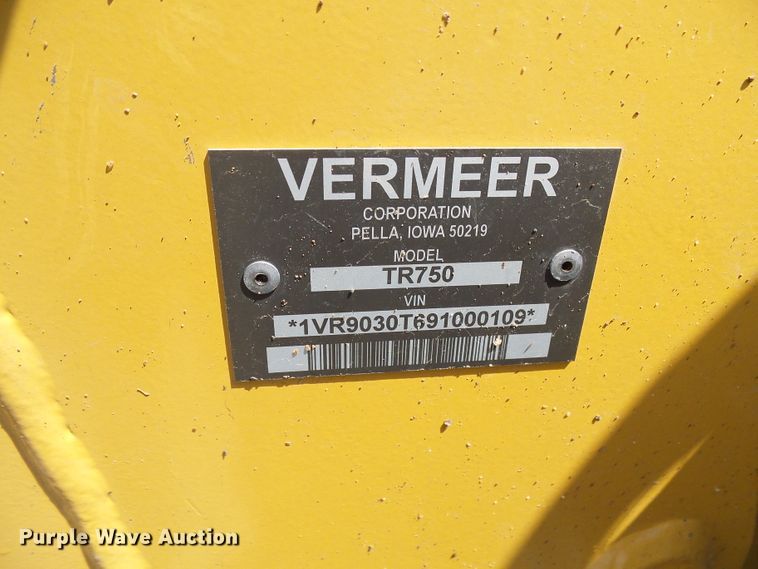 VERMEER
CORPORATION
PELLA, IOWA 50219
MODEL
TR750
VIN
*1VR9030T691000109*
Purple Wave Auction